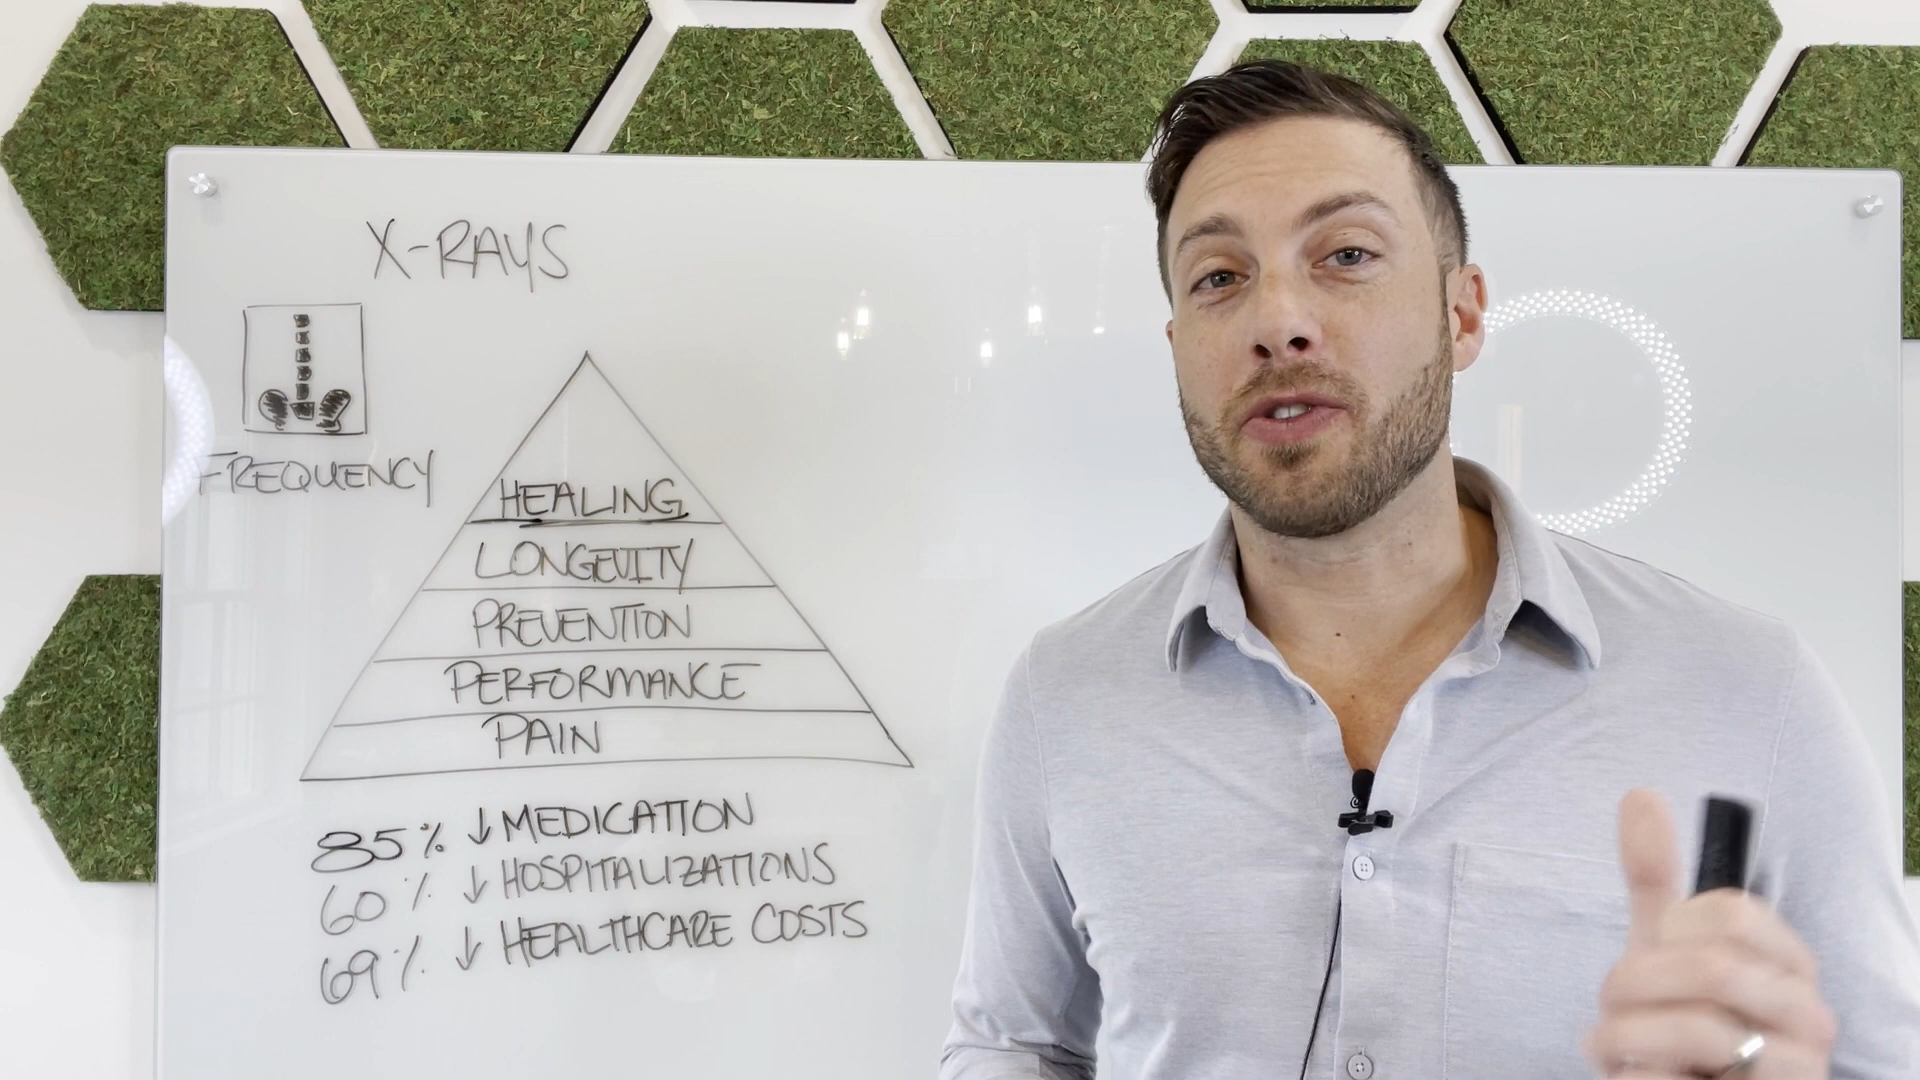 X-RAYS
FREQUENCY
HEALING
LONGEVITY
PREVENTION
PERFORMANCE
PAIN
85% ↓ MEDICATION
60% ↓ HOSPITALIZATIONS
69% ↓ HEALTHCARE COSTS